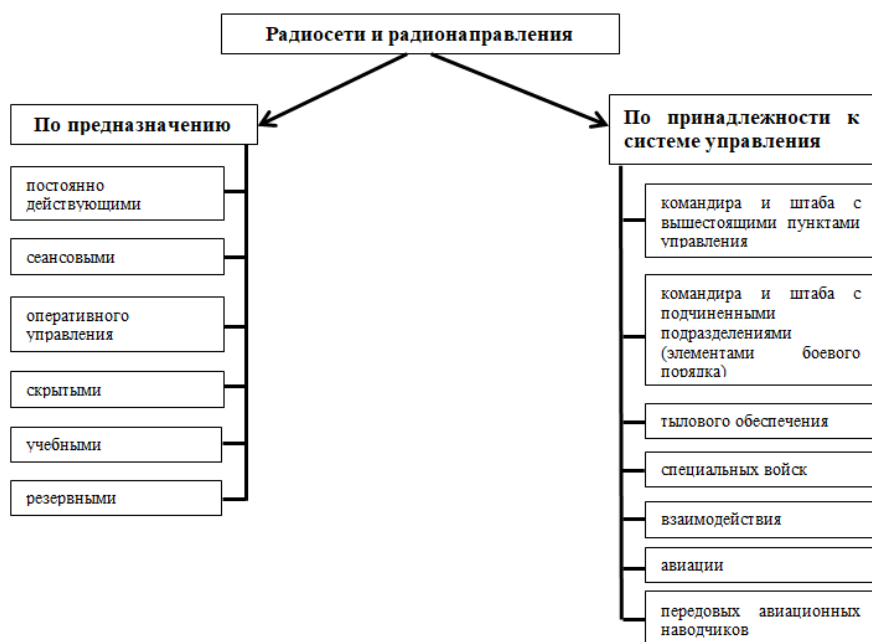 Радиосети и радионаправления
По предназначению
постоянно
действующими
сеансовыми
оперативного
управления
скрытыми
учебными
резервными
По принадлежности к
системе управления
командира и штаба с
вышестоящими пунктами
управления
командира и штаба с
подчиненными
подразделениями
(элементами боевого
порядка)
тылового обеспечения
специальных войск
взаимодействия
авиации
передовых авиационных
наводчиков